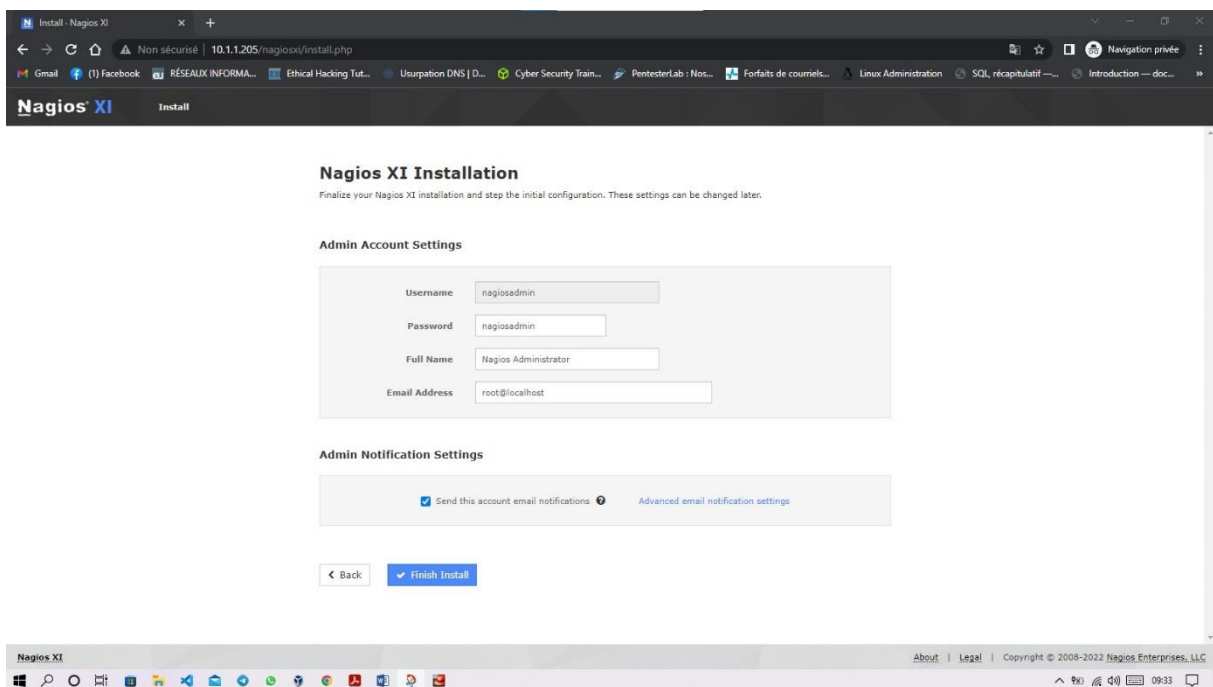 Install · Nagios XI
Non sécurisé | 10.1.1.205/nagiosxi/install.php
Navigation privée
Gmail (1) Facebook RÉSEAUX INFORMA... Ethical Hacking Tut... Usurpation DNS | D... Cyber Security Train... PentesterLab : Nos... Forfaits de courriels... Linux Administration SQL, récapitulatif —... Introduction — doc... »
Nagios XI Install
Nagios XI Installation
Finalize your Nagios XI installation and step the initial configuration. These settings can be changed later.
Admin Account Settings
Username nagiosadmin
Password nagiosadmin
Full Name Nagios Administrator
Email Address root@localhost
Admin Notification Settings
Send this account email notifications Advanced email notification settings
Back Finish Install
Nagios XI About | Legal | Copyright © 2008-2022 Nagios Enterprises, LLC
09:33